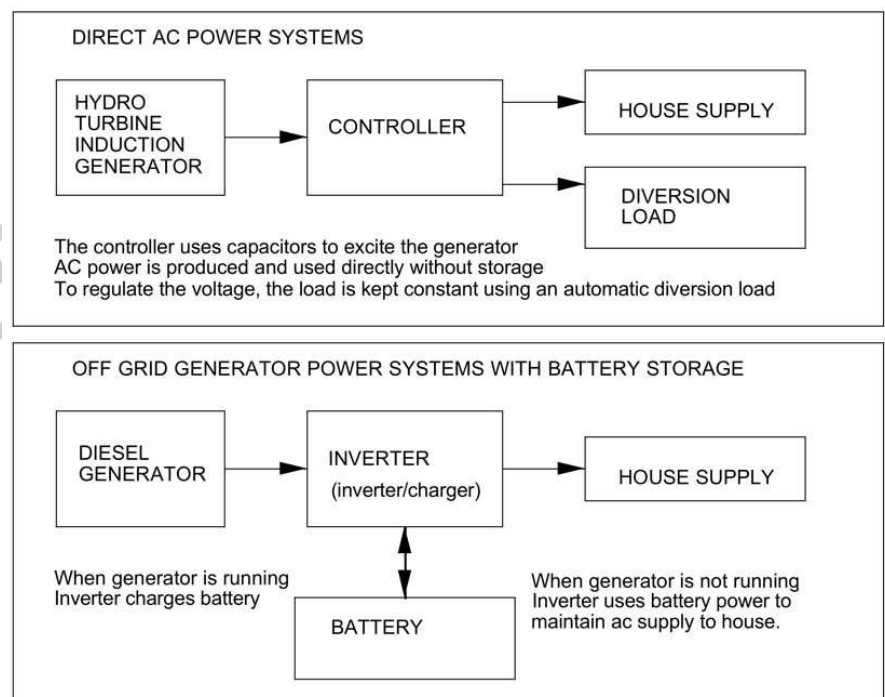 DIRECT AC POWER SYSTEMS
HYDRO
TURBINE
INDUCTION
GENERATOR
CONTROLLER
HOUSE SUPPLY
DIVERSION
LOAD
The controller uses capacitors to excite the generator
AC power is produced and used directly without storage
To regulate the voltage, the load is kept constant using an automatic diversion load
OFF GRID GENERATOR POWER SYSTEMS WITH BATTERY STORAGE
DIESEL
GENERATOR
INVERTER
(inverter/charger)
HOUSE SUPPLY
When generator is running
Inverter charges battery
BATTERY
When generator is not running
Inverter uses battery power to
maintain ac supply to house.